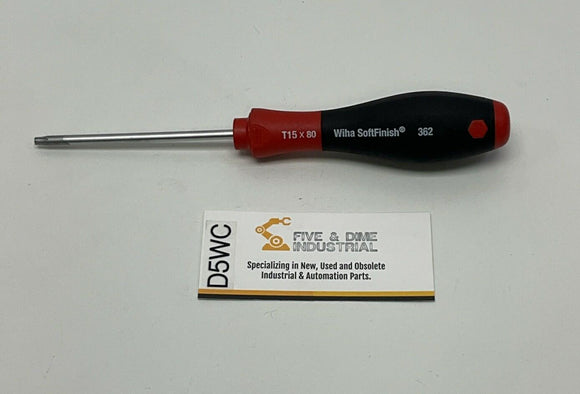 T15 x 80
Wiha SoftFinish® 362
D5WC
FIVE & DIME
INDUSTRIAL
Specializing in New, Used and Obsolete
Industrial & Automation Parts.